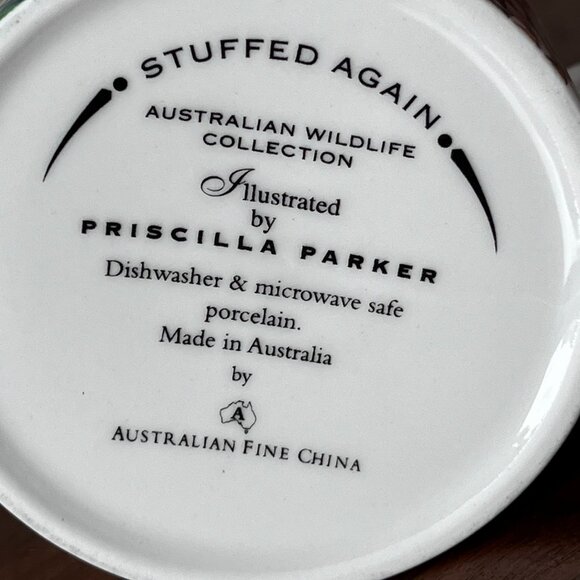 STUFFED AGAIN
AUSTRALIAN WILDLIFE
COLLECTION
Illustrated
by
PRISCILLA PARKER
Dishwasher & microwave safe
porcelain.
Made in Australia
by
A
AUSTRALIAN FINE CHINA